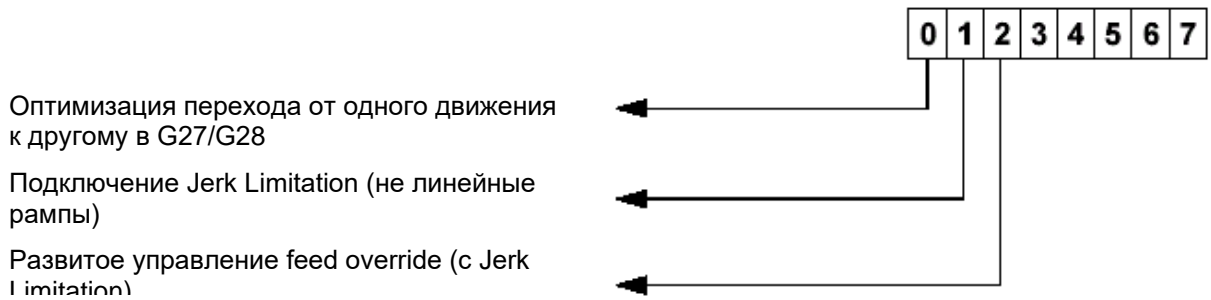 0 1 2 3 4 5 6 7
Оптимизация перехода от одного движения
к другому в G27/G28
Подключение Jerk Limitation (не линейные
рампы)
Развитое управление feed override (с Jerk
Limitation)